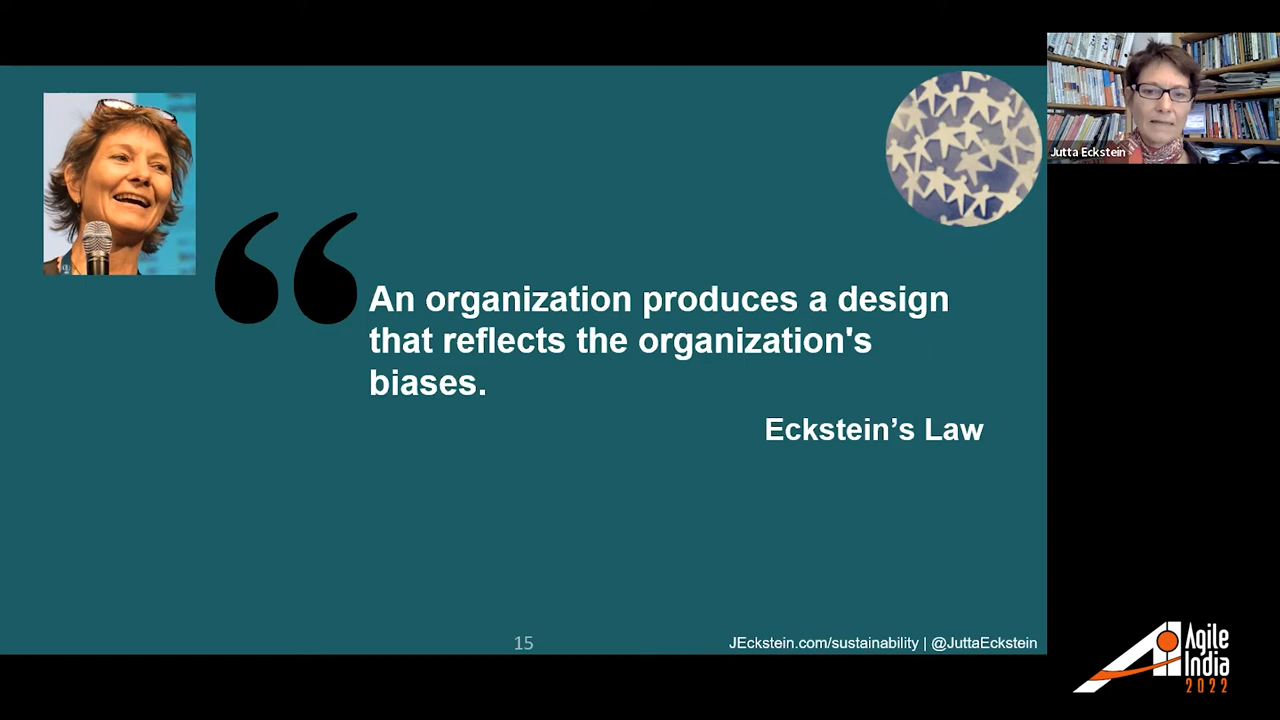 An organization produces a design
that reflects the organization's
biases.
Eckstein’s Law
15
JEckstein.com/sustainability | @JuttaEckstein
Jutta Eckstein
Agile
India
2022